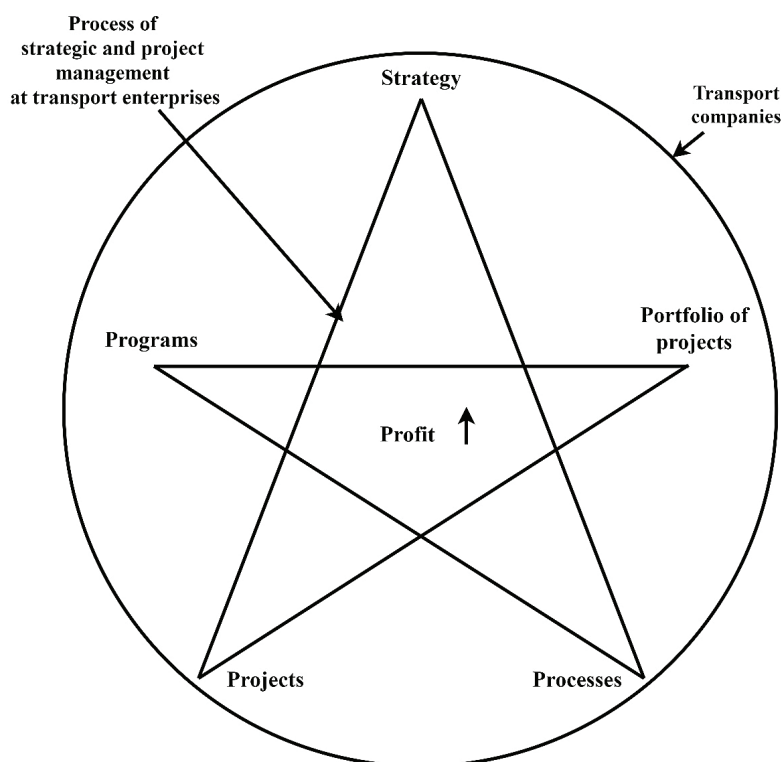 Process of
strategic and project
management
at transport enterprises
Strategy
Transport
companies
Programs
Portfolio of
projects
Profit
Projects
Processes